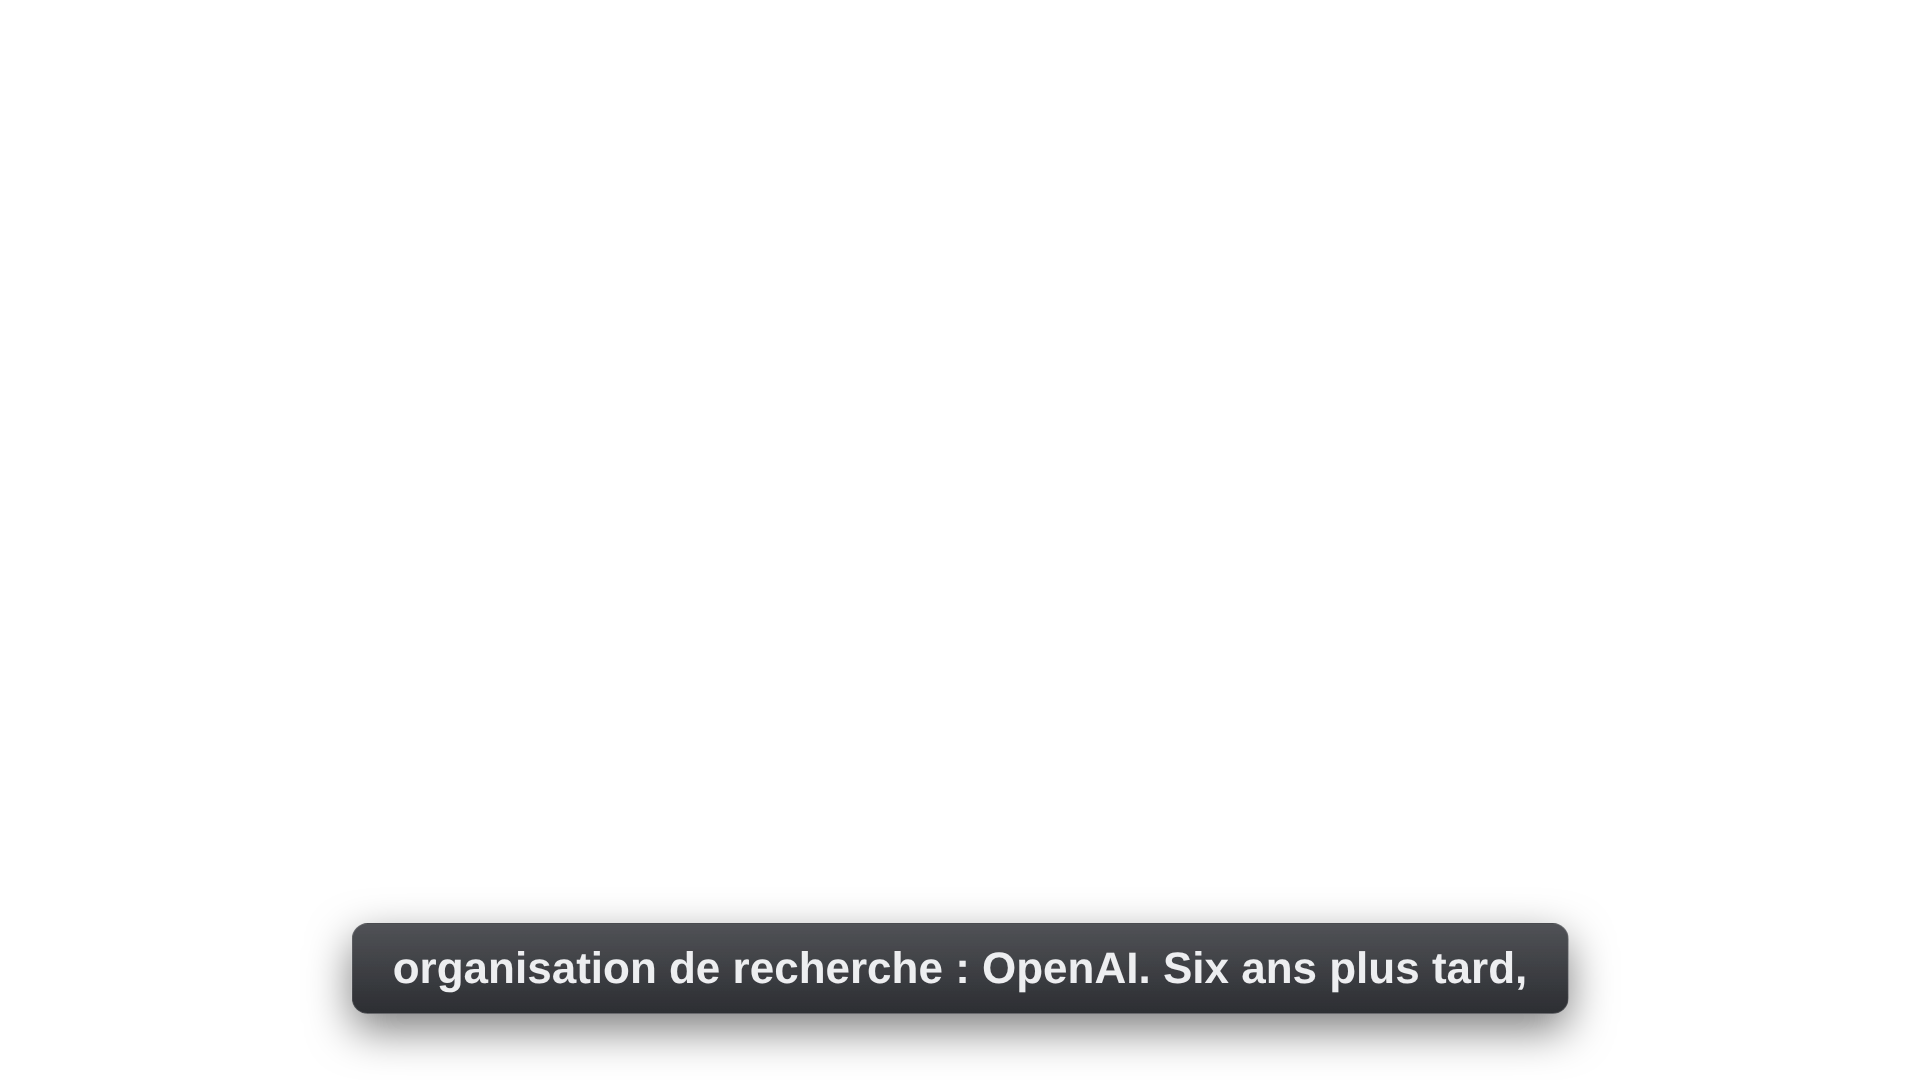 organisation de recherche : OpenAI. Six ans plus tard,